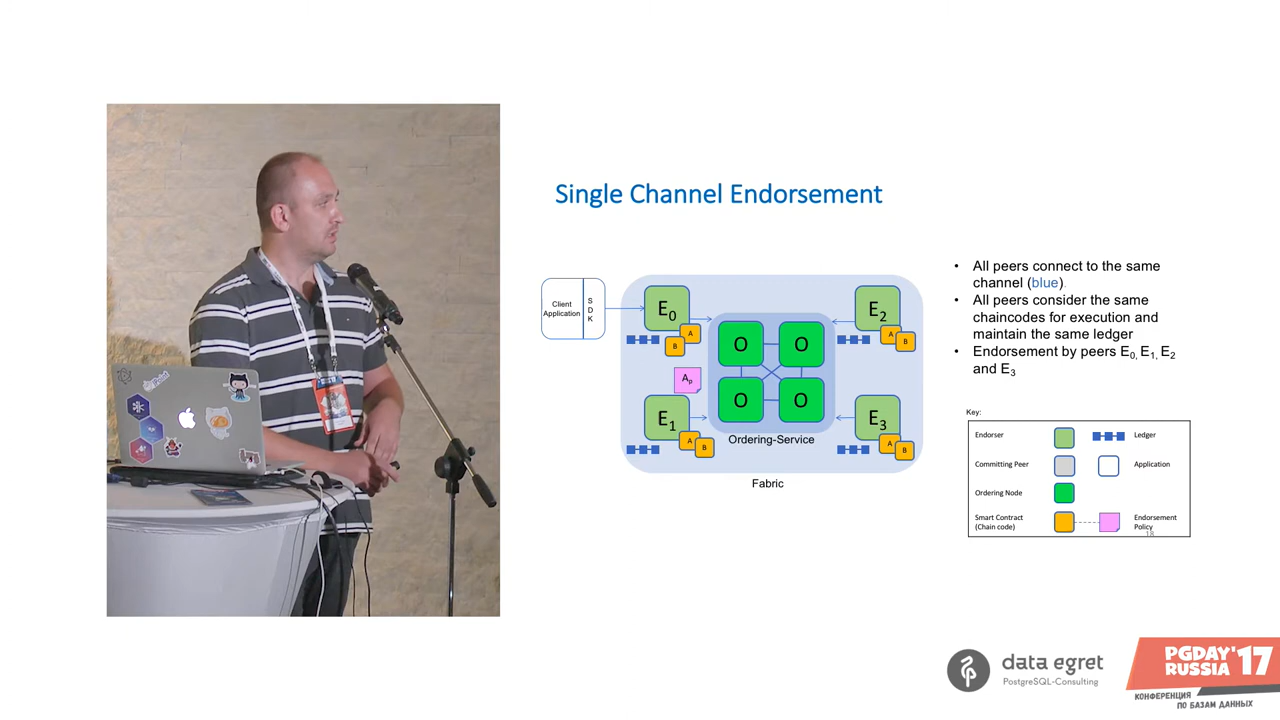 Single Channel Endorsement
Client
Application
S
D
K
E0
A
B
E2
A
B
O
O
O
O
Ap
E1
A
B
E3
A
B
Ordering-Service
Fabric
• All peers connect to the same
channel (blue).
• All peers consider the same
chaincodes for execution and
maintain the same ledger
• Endorsement by peers E0, E1, E2
and E3
Key:
Endorser
Ledger
Committing Peer
Application
Ordering Node
Smart Contract
(Chain code)
Endorsement
Policy
18
data egret
PostgreSQL-Consulting
PGDAY'17
RUSSIA
КОНФЕРЕНЦИЯ
ПО БАЗАМ ДАННЫХ